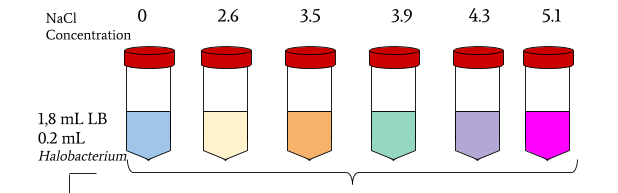 NaCl Concentration 0 2.6 3.5 3.9 4.3 5.1
1,8 mL LB
0.2 mL
Halobacterium